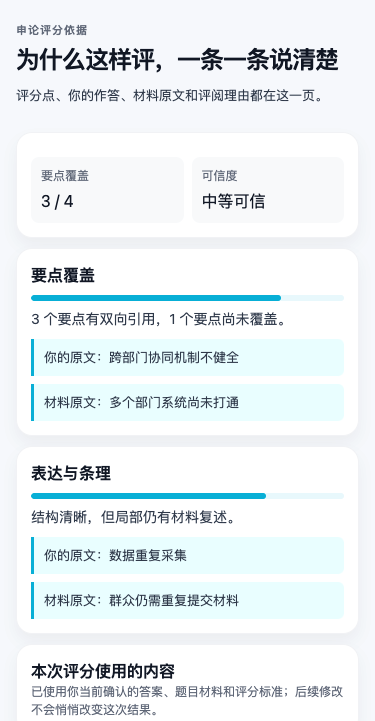 申论评分依据
为什么这样评，一条一条说清楚
评分点、你的作答、材料原文和评阅理由都在这一页。
要点覆盖
3 / 4
可信度
中等可信
要点覆盖
3 个要点有双向引用，1 个要点尚未覆盖。
你的原文：跨部门协同机制不健全
材料原文：多个部门系统尚未打通
表达与条理
结构清晰，但局部仍有材料复述。
你的原文：数据重复采集
材料原文：群众仍需重复提交材料
本次评分使用的内容
已使用你当前确认的答案、题目材料和评分标准；后续修改
不会悄悄改变这次结果。